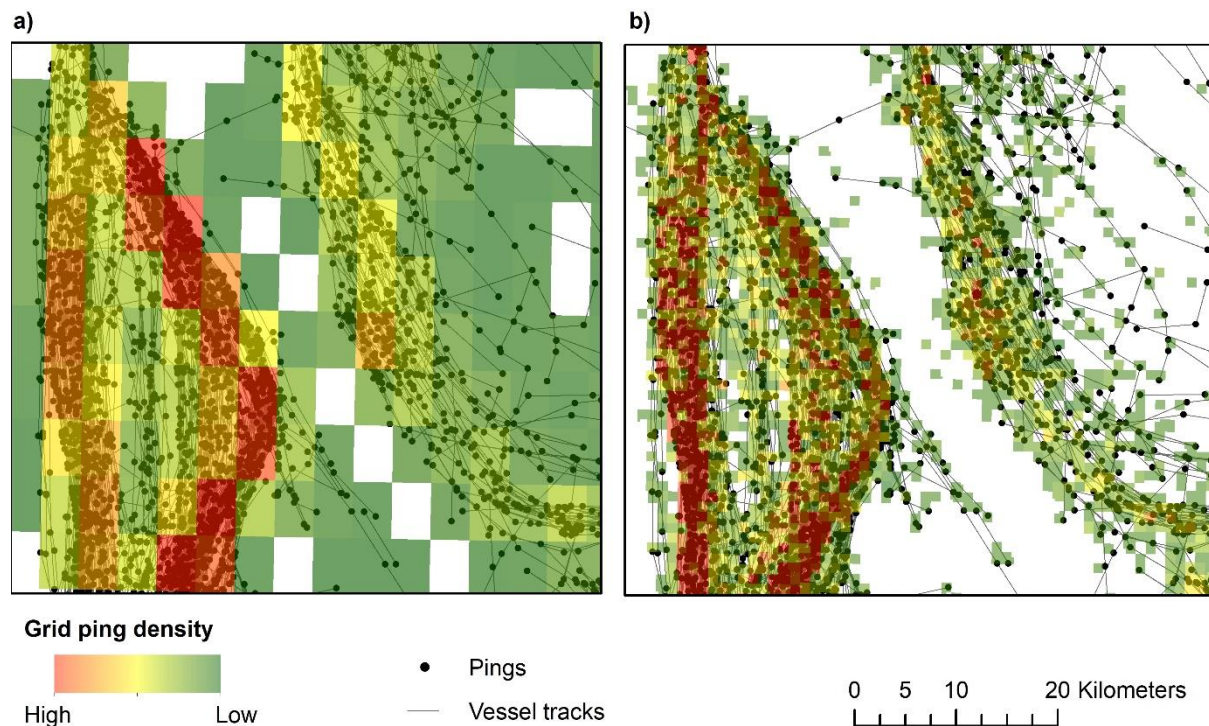 a)
b)
Grid ping density
High
Low
Pings
Vessel tracks
0 5 10 20 Kilometers